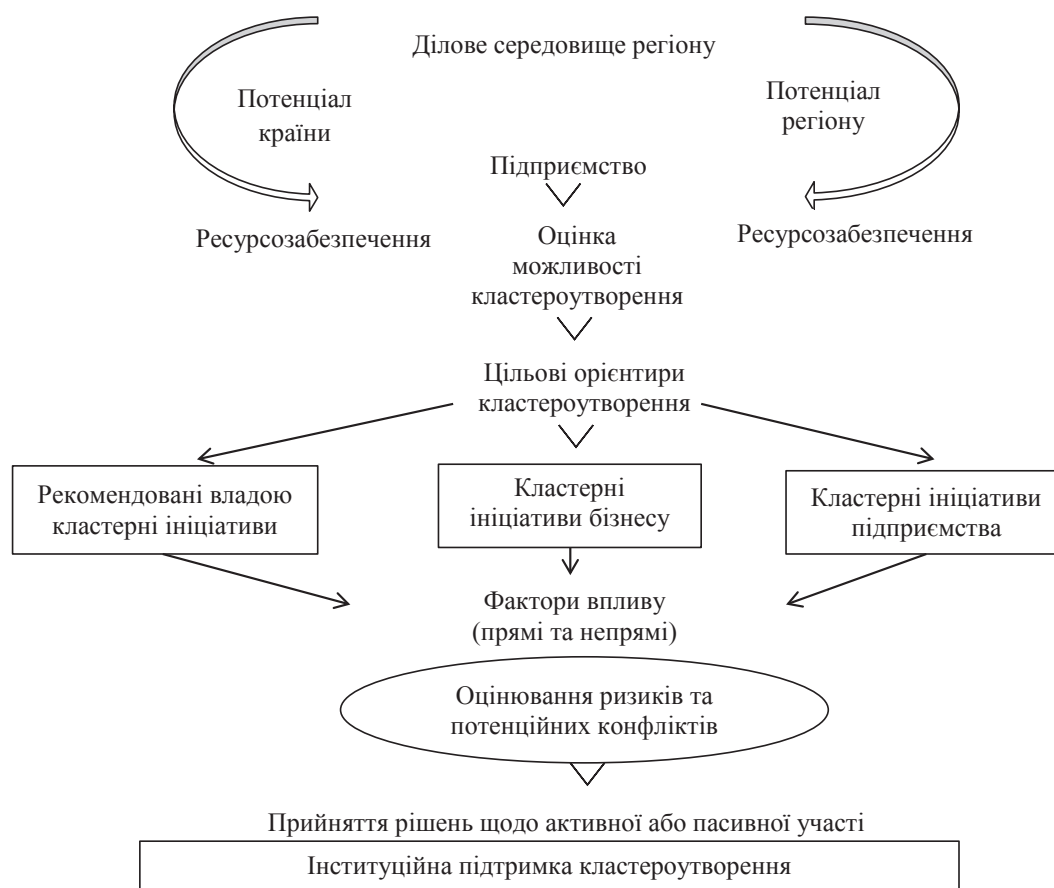 Ділове середовище регіону
Потенціал
країни
Потенціал
регіону
Підприємство
Ресурсозабезпечення
Ресурсозабезпечення
Оцінка
можливості
кластероутворення
Цільові орієнтири
кластероутворення
Рекомендовані владою
кластерні ініціативи
Кластерні
ініціативи бізнесу
Кластерні ініціативи
підприємства
Фактори впливу
(прямі та непрямі)
Оцінювання ризиків та
потенційних конфліктів
Прийняття рішень щодо активної або пасивної участі
Інституційна підтримка кластероутворення